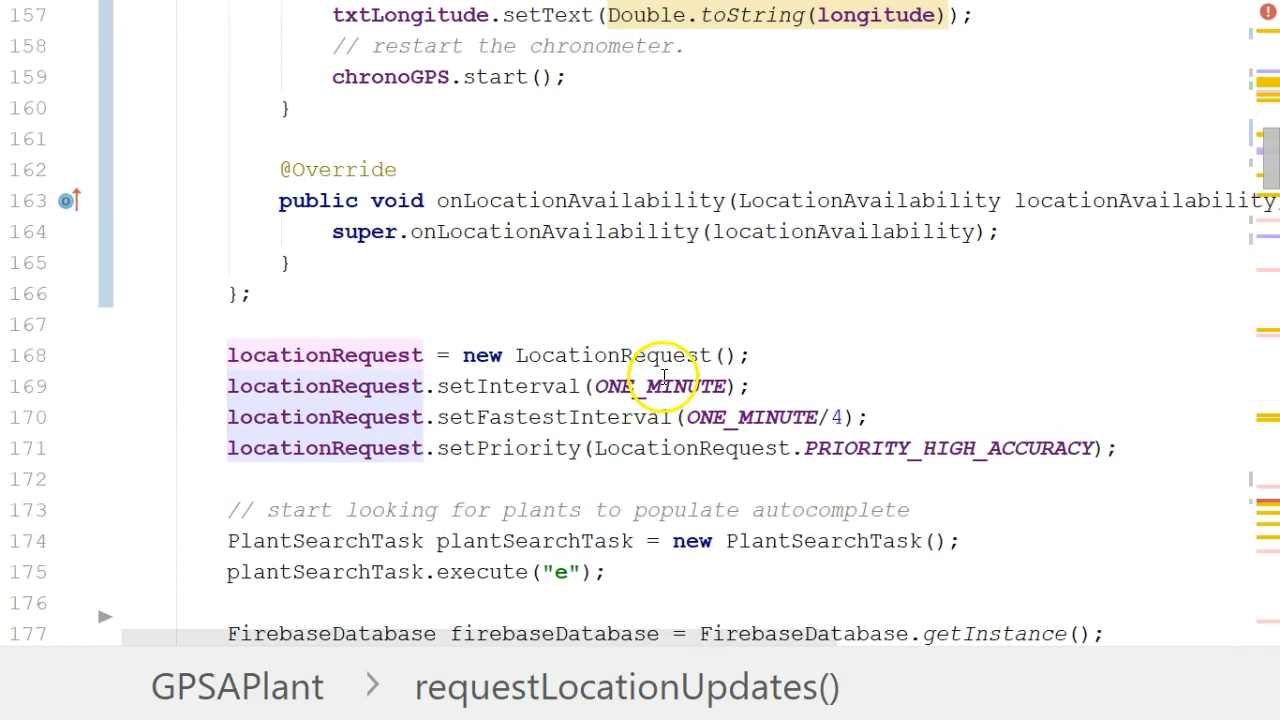 157 txtLongitude.setText(Double.toString(longitude));
158 // restart the chronometer.
159 chronoGPS.start();
160 }
161
162 @Override
163 public void onLocationAvailability(LocationAvailability locationAvailability)
164 super.onLocationAvailability(locationAvailability);
165 }
166 };
167
168 locationRequest = new LocationRequest();
169 locationRequest.setInterval(ONE_MINUTE);
170 locationRequest.setFastestInterval(ONE_MINUTE/4);
171 locationRequest.setPriority(LocationRequest.PRIORITY_HIGH_ACCURACY);
172
173 // start looking for plants to populate autocomplete
174 PlantSearchTask plantSearchTask = new PlantSearchTask();
175 plantSearchTask.execute("e");
176
177 FirebaseDatabase firebaseDatabase = FirebaseDatabase.getInstance();
GPSAPlant > requestLocationUpdates()